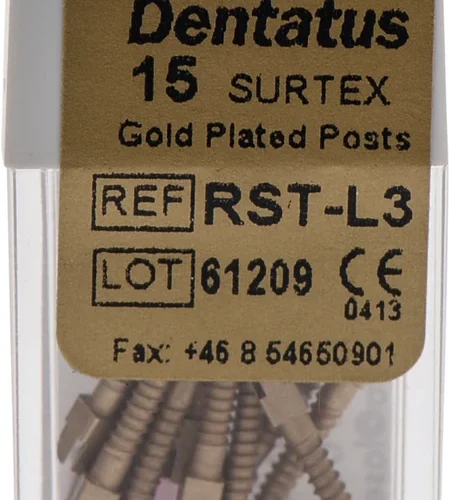 Dentatus
15 SURTEX
Gold Plated Posts
REF RST-L3
LOT 61209 CE
0413
Fax: +46 8 54650901